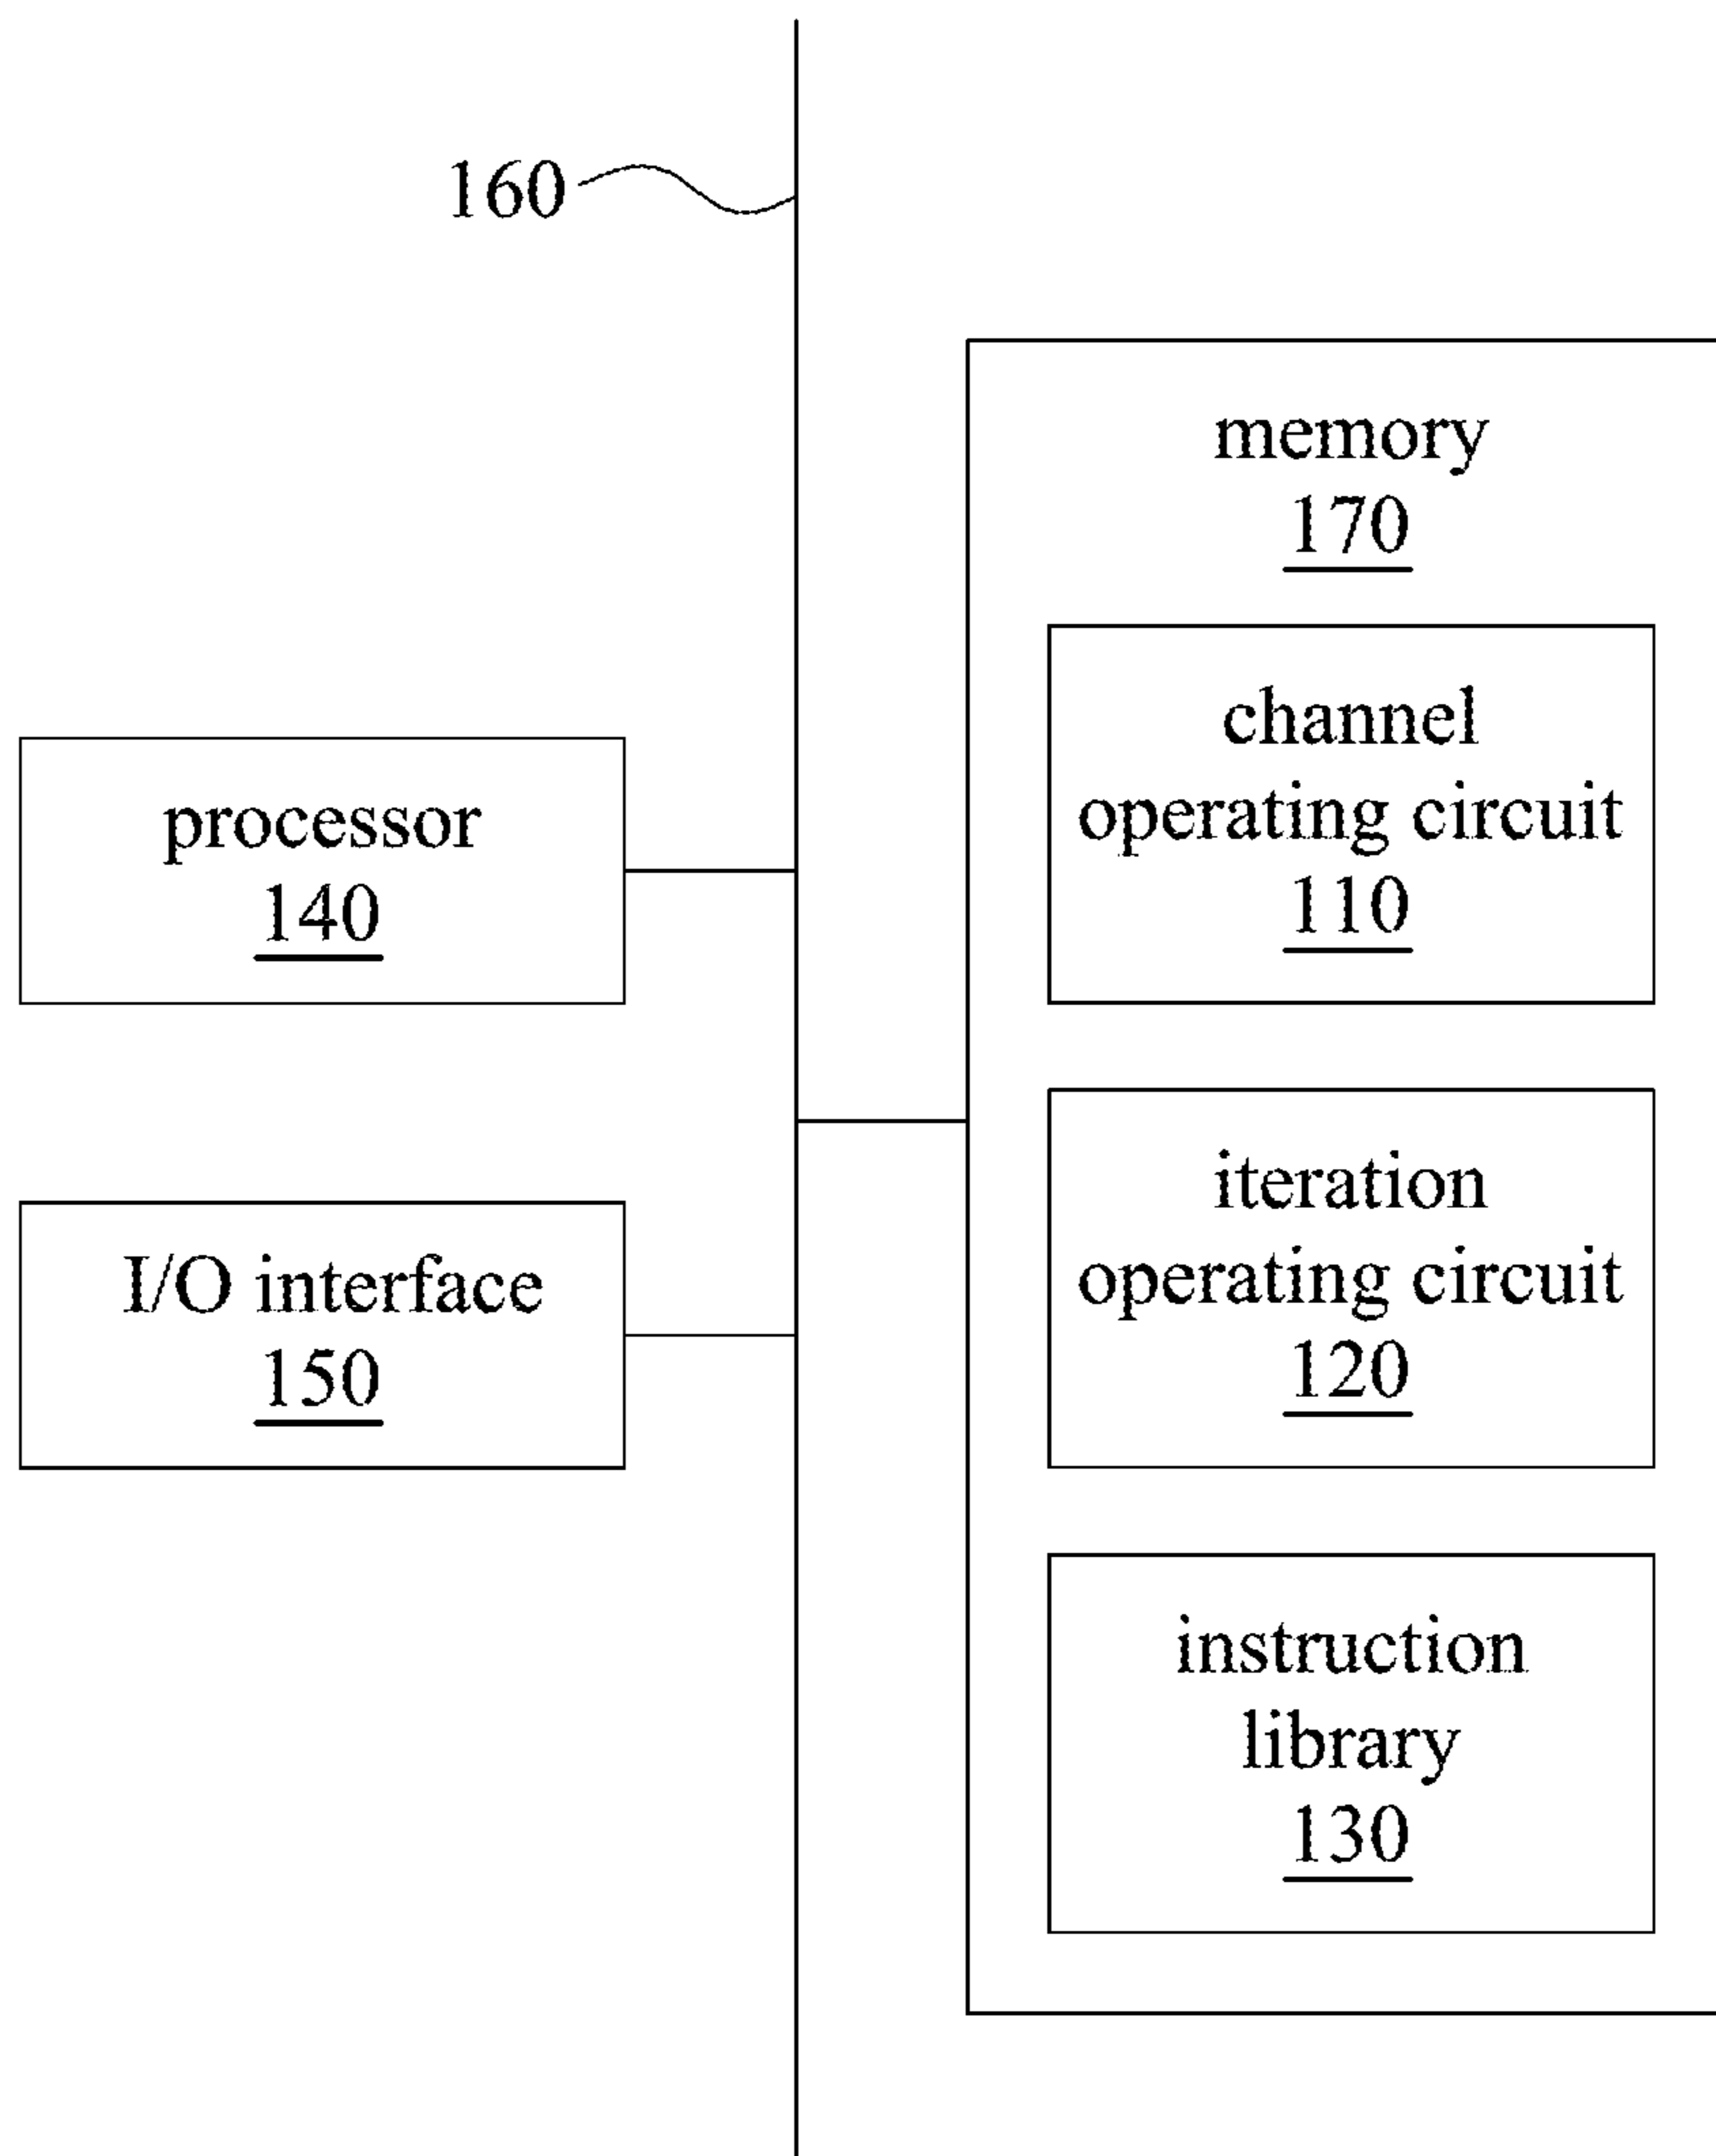 160
memory
170
channel
operating circuit
110
processor
140
iteration
operating circuit
120
I/O interface
150
instruction
library
130